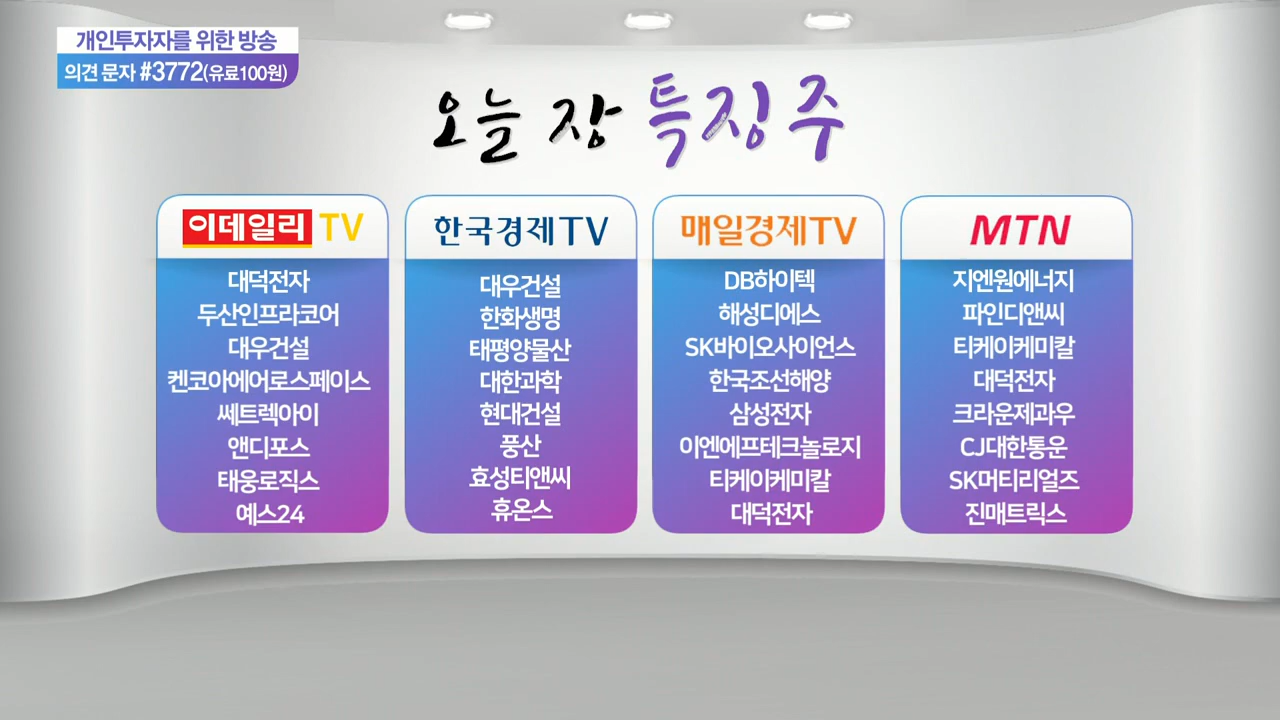 개인투자자를 위한 방송
의견 문자 #3772(유료100원)
오늘 장 특징주
이데일리 TV
대덕전자
두산인프라코어
대우건설
켄코아에어로스페이스
쎄트렉아이
앤디포스
태웅로직스
예스24
한국경제TV
대우건설
한화생명
태평양물산
대한과학
현대건설
풍산
효성티앤씨
휴온스
매일경제TV
DB하이텍
해성디에스
SK바이오사이언스
한국조선해양
삼성전자
이엔에프테크놀로지
티케이케미칼
대덕전자
MTN
지엔원에너지
파인디앤씨
티케이케미칼
대덕전자
크라운제과우
CJ대한통운
SK머티리얼즈
진매트릭스